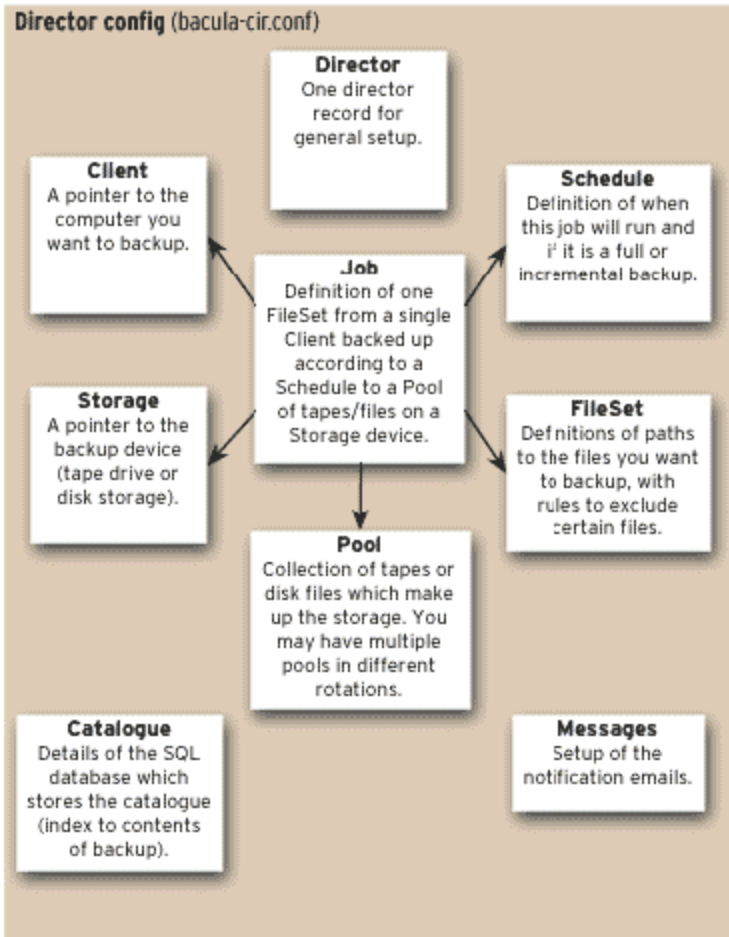 Director config (bacula-cir.conf)
Director
One director
record for
general setup.
Client
A pointer to the
computer you
want to backup.
Schedule
Definition of when
this job will run and
if it is a full or
incremental backup.
Job
Definition of one
FileSet from a single
Client backed up
according to a
Schedule to a Pool
of tapes/files on a
Storage device.
Storage
A pointer to the
backup device
(tape drive or
disk storage).
FileSet
Definitions of paths
to the files you want
to backup, with
rules to exclude
certain files.
Pool
Collection of tapes or
disk files which make
up the storage. You
may have multiple
pools in different
rotations.
Catalogue
Details of the SQL
database which
stores the catalogue
(index to contents
of backup).
Messages
Setup of the
notification emails.